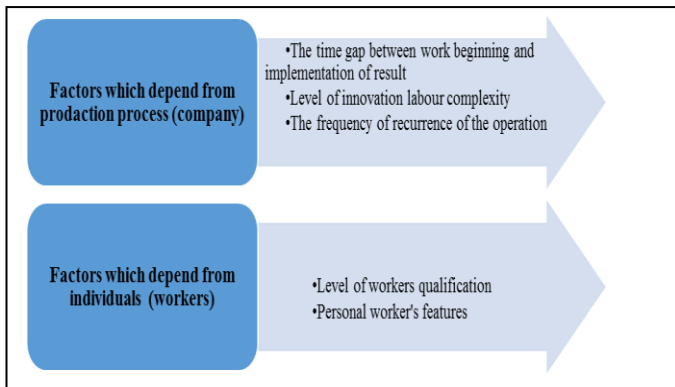 Factors which depend from
prodaction process (company)
•The time gap between work beginning and
implementation of result
•Level of innovation labour complexity
•The frequency of recurrence of the operation
Factors which depend from
individuals (workers)
•Level of workers qualification
•Personal worker's features